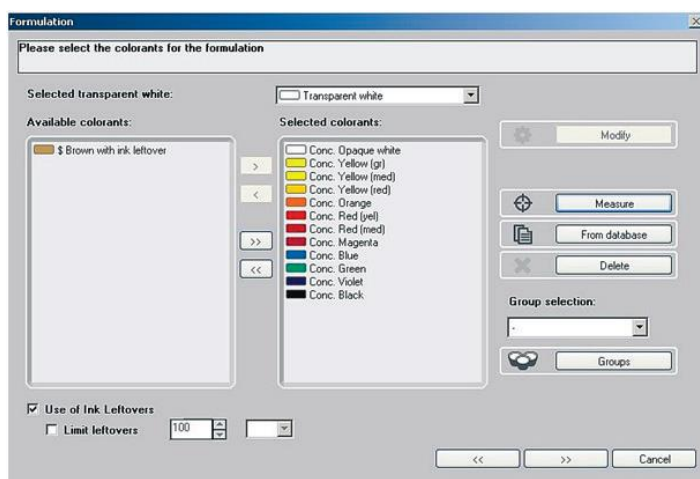 Formulation
Please select the colorants for the formulation
Selected transparent white:
Transparent white
Available colorants:
$ Brown with ink leftover
>
<
>>
<<
Selected colorants:
Conc. Opaque white
Conc. Yellow (gr)
Conc. Yellow (med)
Conc. Yellow (red)
Conc. Orange
Conc. Red (yel)
Conc. Red (med)
Conc. Magenta
Conc. Blue
Conc. Green
Conc. Violet
Conc. Black
Modify
Measure
From database
Delete
Group selection:
-
Groups
Use of Ink Leftovers
Limit leftovers 100
<< >> Cancel